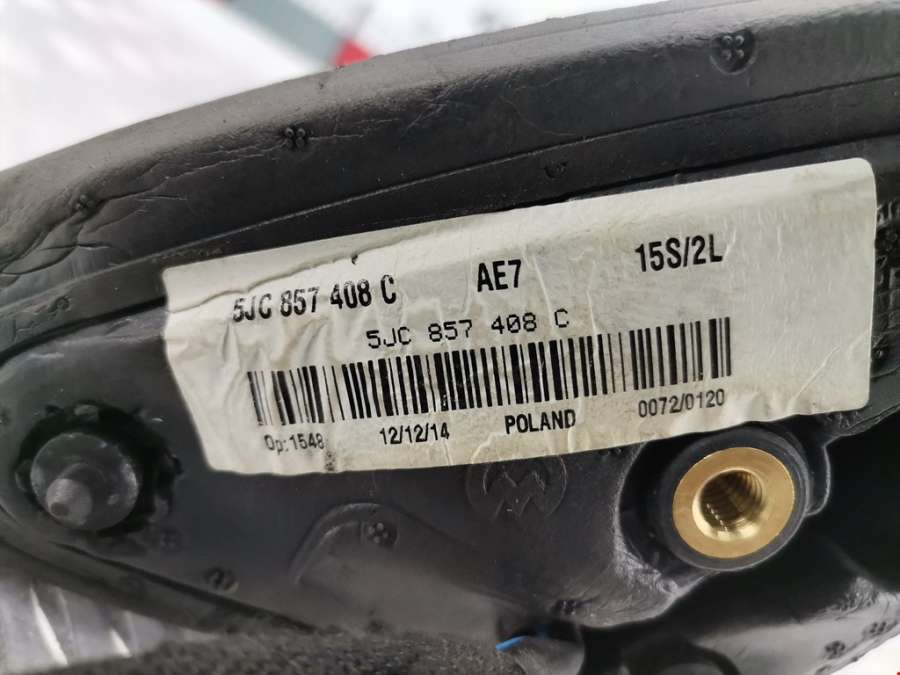 5JC 857 408 C AE7 15S/2L
5JC 857 408 C
Op:1548 12/12/14 POLAND 0072/0120